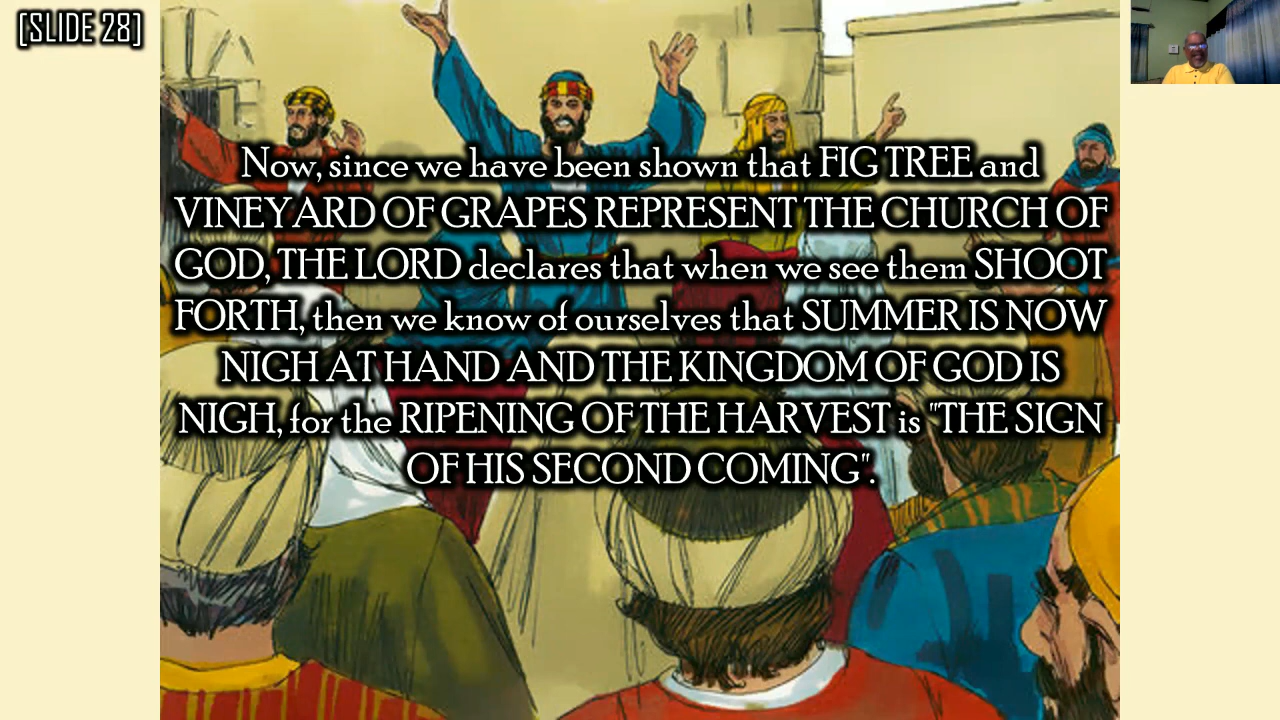 [SLIDE 28]
Now, since we have been shown that FIG TREE and
VINEYARD OF GRAPES REPRESENT THE CHURCH OF
GOD, THE LORD declares that when we see them SHOOT
FORTH, then we know of ourselves that SUMMER IS NOW
NIGH AT HAND AND THE KINGDOM OF GOD IS
NIGH, for the RIPENING OF THE HARVEST is "THE SIGN
OF HIS SECOND COMING".